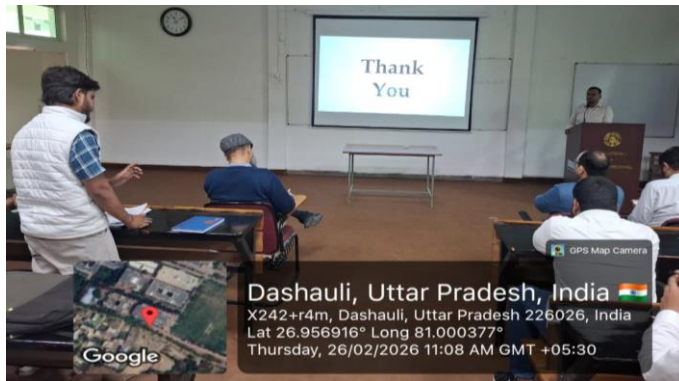 Thank
You
GPS Map Camera
Dashauli, Uttar Pradesh, India
X242+r4m, Dashauli, Uttar Pradesh 226026, India
Lat 26.956916° Long 81.000377°
Thursday, 26/02/2026 11:08 AM GMT +05:30
Google